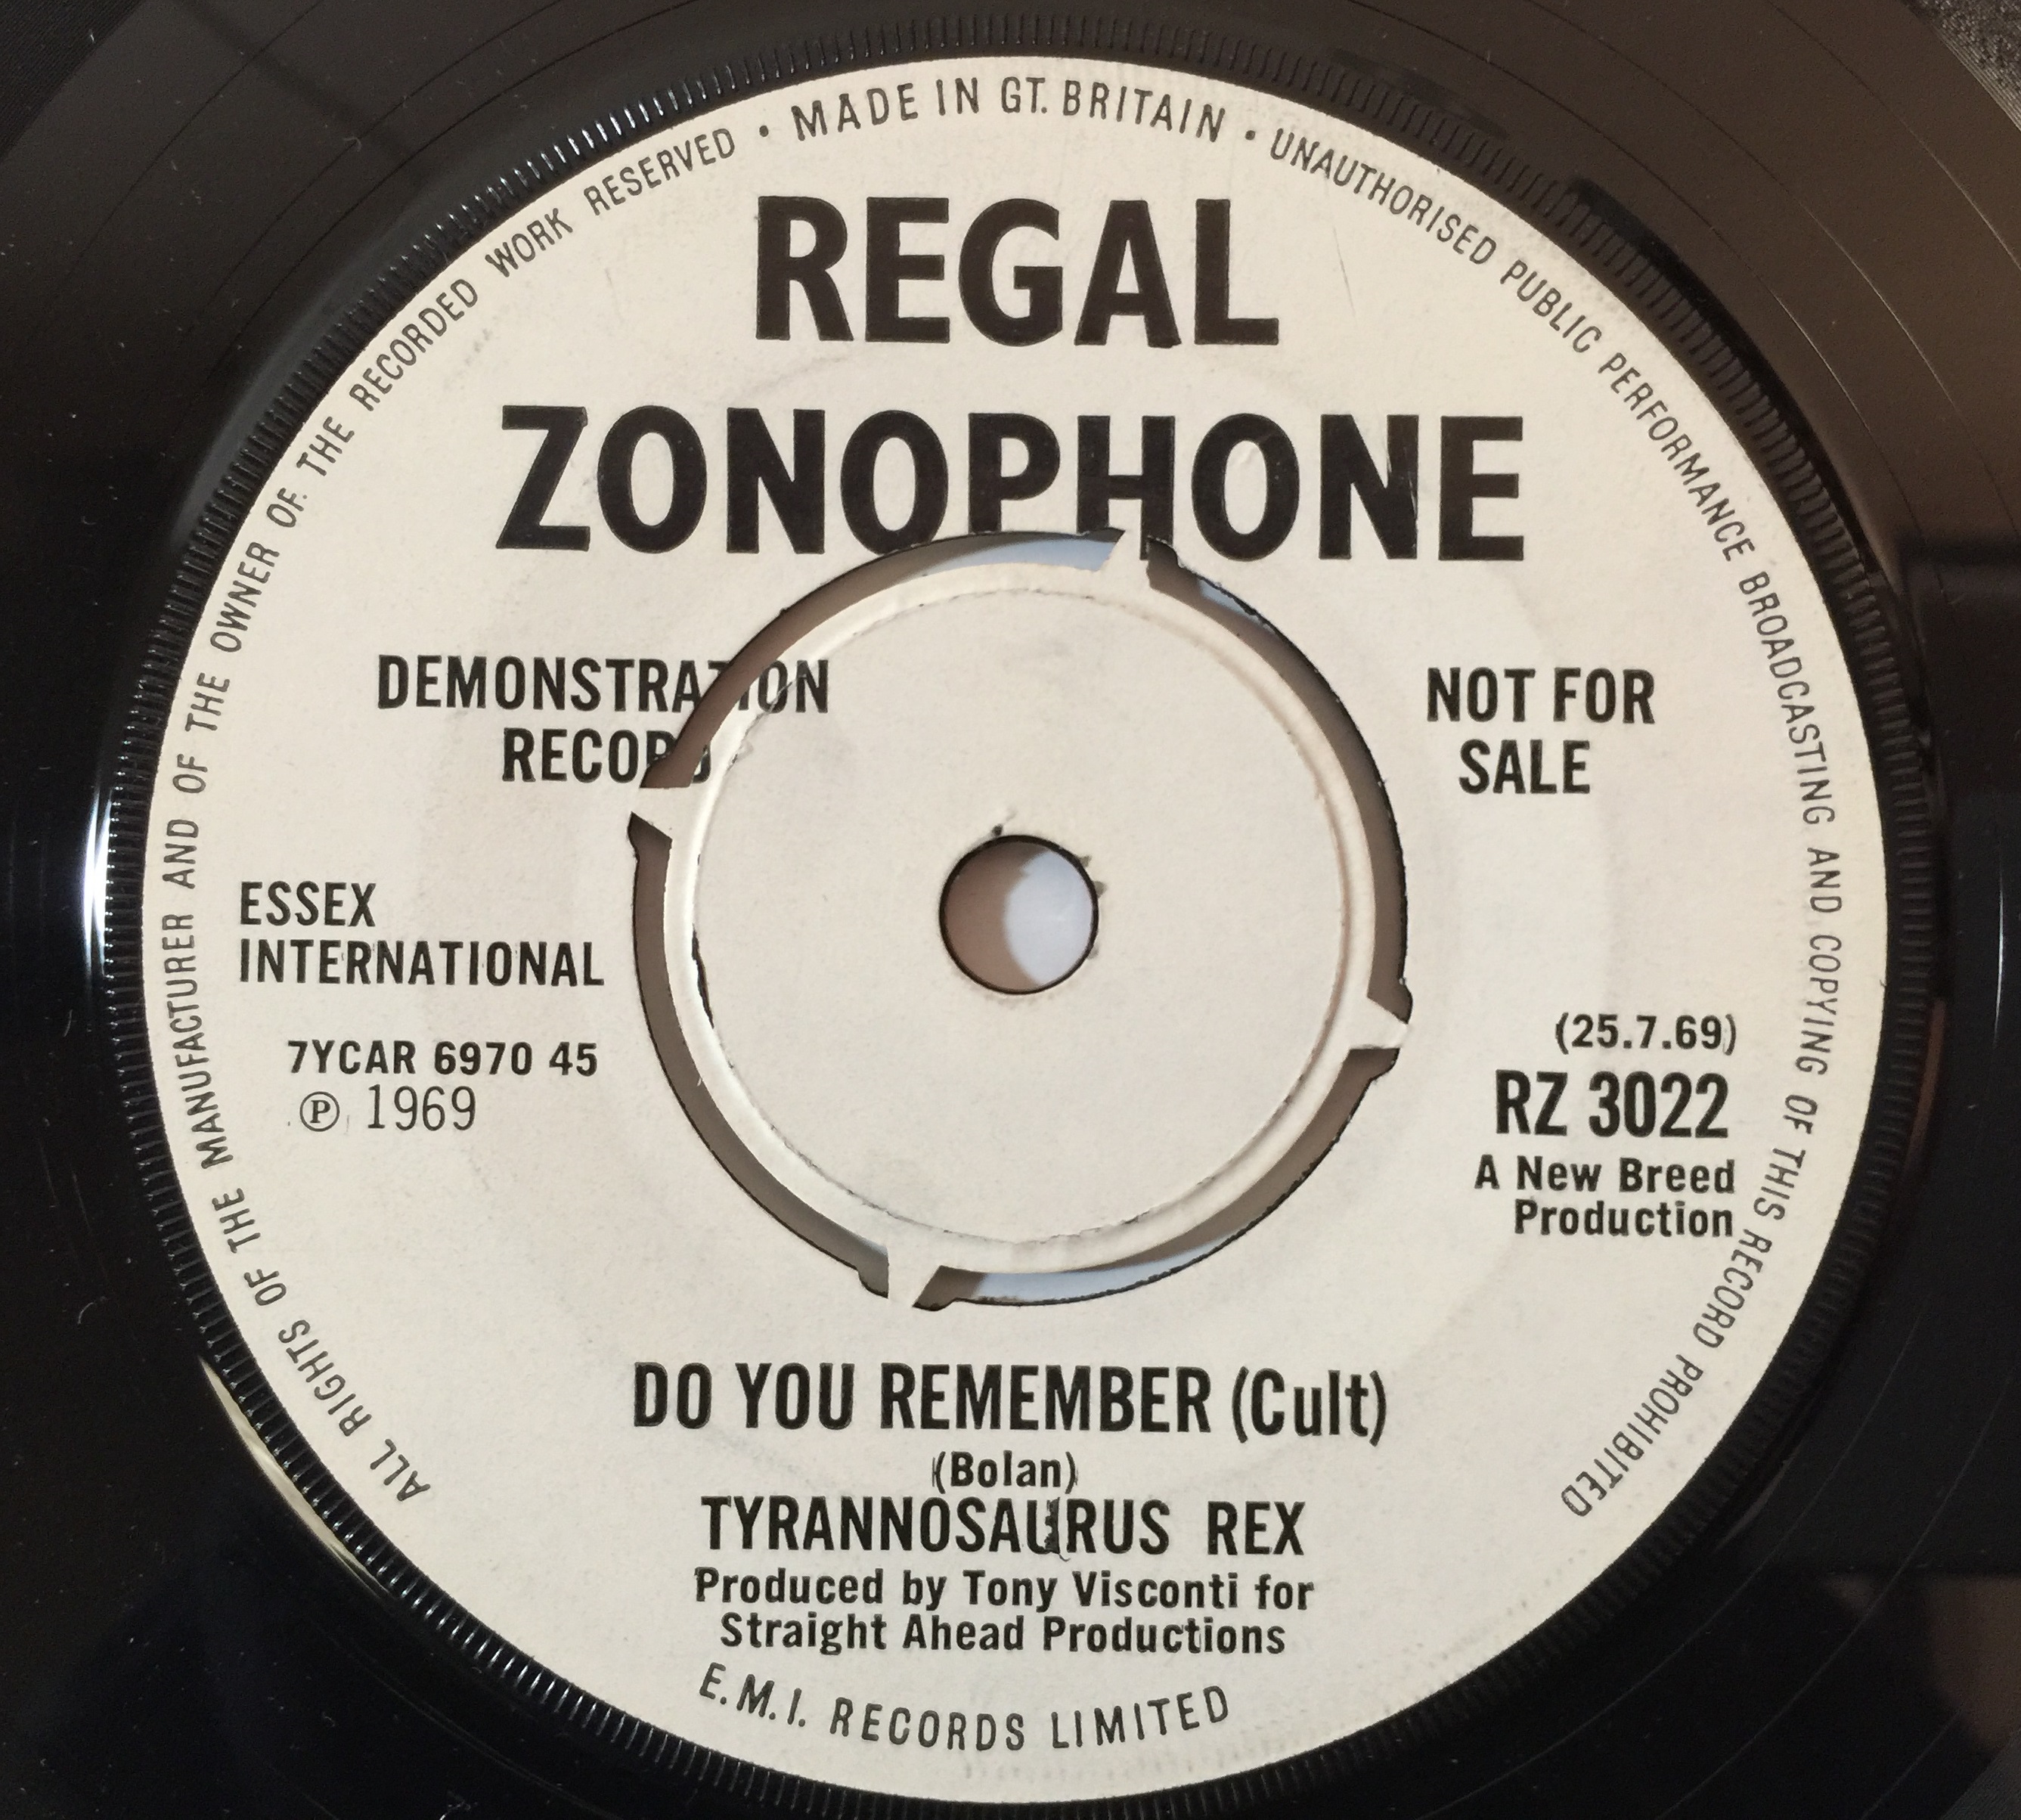 ALL RIGHTS OF THE MANUFACTURER AND OF THE OWNER OF THE RECORDED WORK RESERVED • MADE IN GT. BRITAIN • UNAUTHORISED PUBLIC PERFORMANCE BROADCASTING AND COPYING OF THIS RECORD PROHIBITED
REGAL
ZONOPHONE
DEMONSTRATION
RECORD
NOT FOR
SALE
ESSEX
INTERNATIONAL
7YCAR 6970 45
℗ 1969
(25.7.69)
RZ 3022
A New Breed
Production
DO YOU REMEMBER (Cult)
(Bolan)
TYRANNOSAURUS REX
Produced by Tony Visconti for
Straight Ahead Productions
E.M.I. RECORDS LIMITED